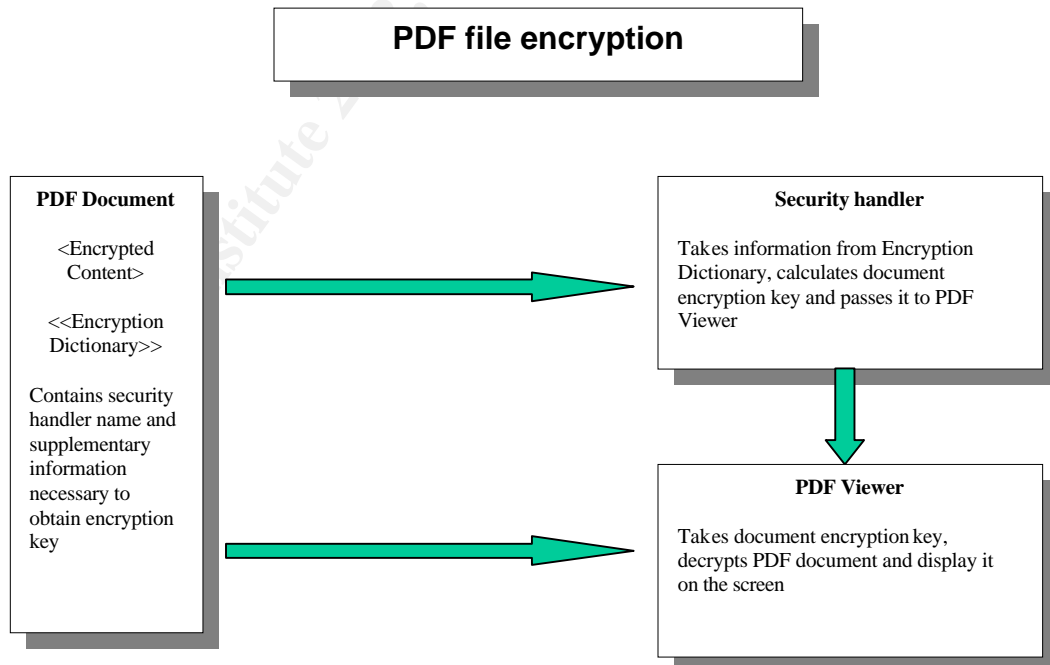 PDF file encryption
PDF Document
<Encrypted
Content>
<<Encryption
Dictionary>>
Contains security
handler name and
supplementary
information
necessary to
obtain encryption
key
Security handler
Takes information from Encryption
Dictionary, calculates document
encryption key and passes it to PDF
Viewer
PDF Viewer
Takes document encryption key,
decrypts PDF document and display it
on the screen